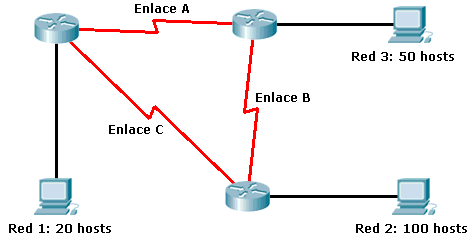 Enlace A
Red 3: 50 hosts
Enlace B
Enlace C
Red 1: 20 hosts
Red 2: 100 hosts